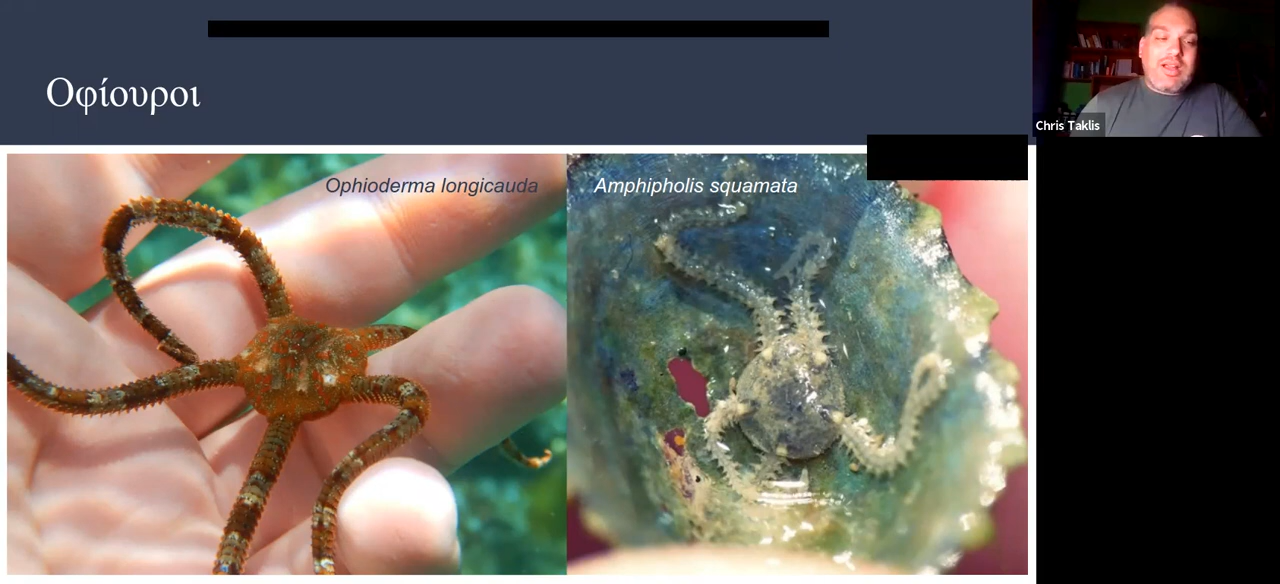 Οφίουροι
Ophioderma longicauda
Amphipholis squamata
Chris Taklis